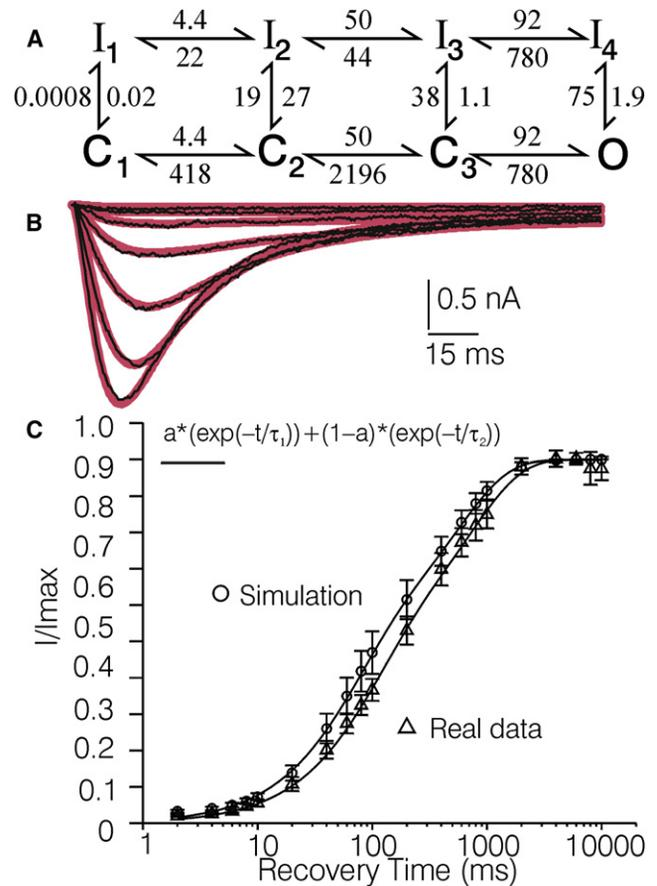 A
4.4 50 92
I1 I2 I3 I4
22 44 780
0.0008 0.02 19 27 38 1.1 75 1.9
4.4 50 92
C1 C2 C3 O
418 2196 780
B
0.5 nA
15 ms
C
a*(exp(−t/τ1))+(1−a)*(exp(−t/τ2))
1.0
0.9
0.8
0.7
0.6
0.5
0.4
0.3
0.2
0.1
0
I/Imax
Simulation
Real data
1 10 100 1000 10000
Recovery Time (ms)